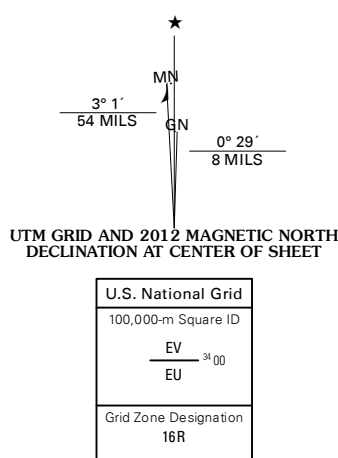 ★
MN
3° 1´
54 MILS
GN
0° 29´
8 MILS
UTM GRID AND 2012 MAGNETIC NORTH
DECLINATION AT CENTER OF SHEET
U.S. National Grid
100,000-m Square ID
EV
34 00
EU
Grid Zone Designation
16R